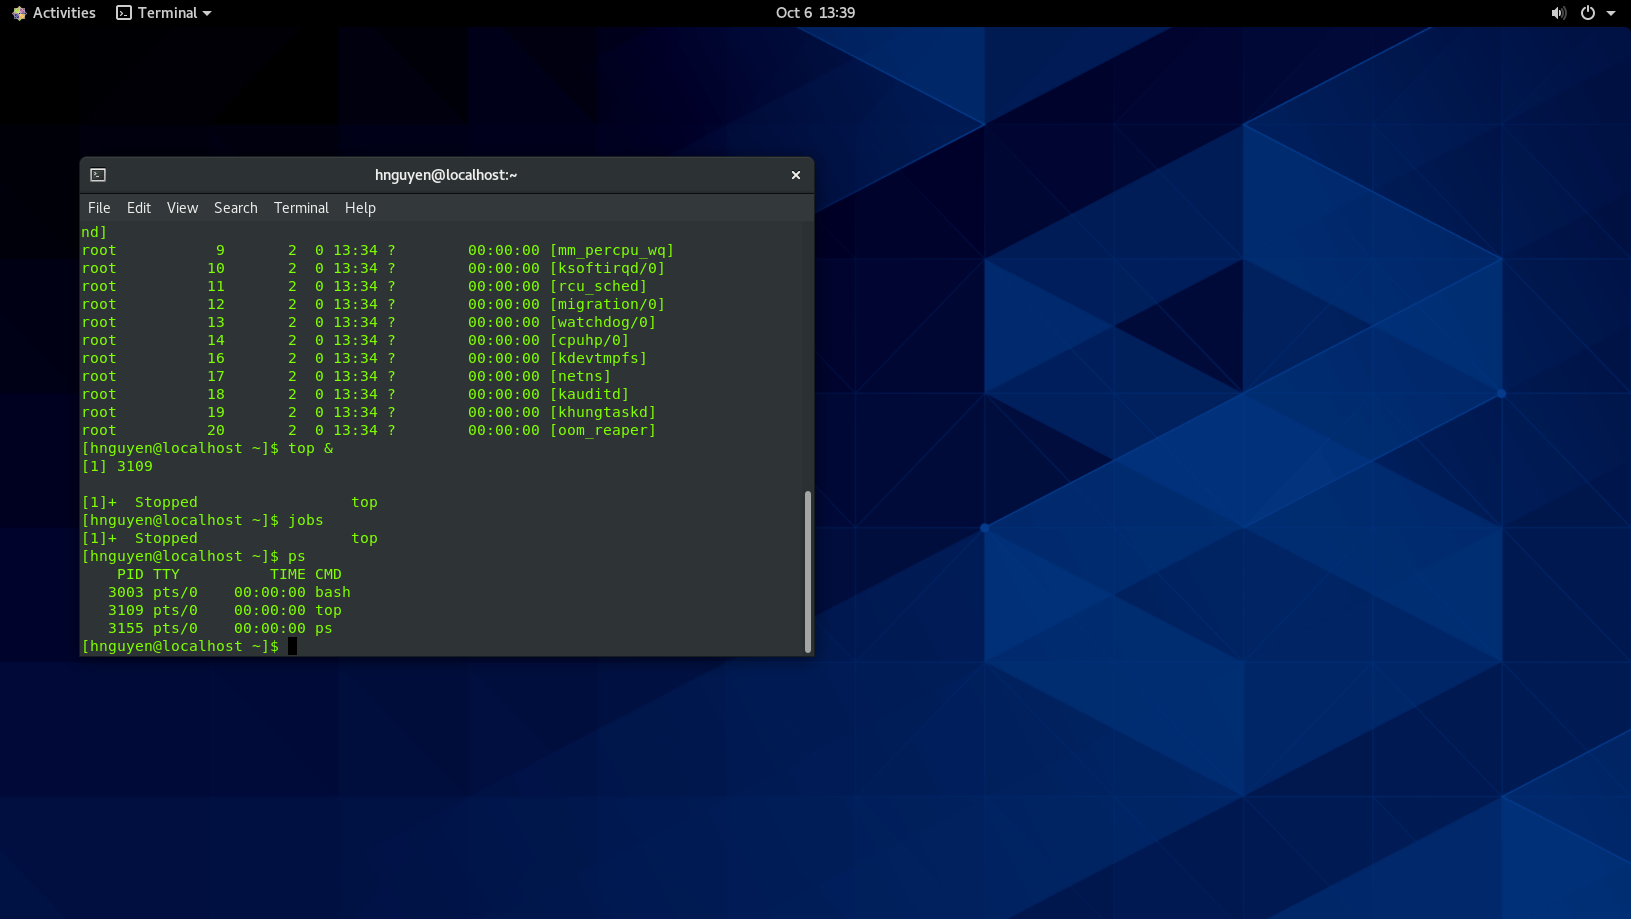 Activities Terminal Oct 6 13:39
hnguyen@localhost:~
File Edit View Search Terminal Help
nd]
root           9       2  0 13:34 ?        00:00:00 [mm_percpu_wq]
root          10       2  0 13:34 ?        00:00:00 [ksoftirqd/0]
root          11       2  0 13:34 ?        00:00:00 [rcu_sched]
root          12       2  0 13:34 ?        00:00:00 [migration/0]
root          13       2  0 13:34 ?        00:00:00 [watchdog/0]
root          14       2  0 13:34 ?        00:00:00 [cpuhp/0]
root          16       2  0 13:34 ?        00:00:00 [kdevtmpfs]
root          17       2  0 13:34 ?        00:00:00 [netns]
root          18       2  0 13:34 ?        00:00:00 [kauditd]
root          19       2  0 13:34 ?        00:00:00 [khungtaskd]
root          20       2  0 13:34 ?        00:00:00 [oom_reaper]
[hnguyen@localhost ~]$ top &
[1] 3109

[1]+  Stopped                 top
[hnguyen@localhost ~]$ jobs
[1]+  Stopped                 top
[hnguyen@localhost ~]$ ps
    PID TTY          TIME CMD
   3003 pts/0    00:00:00 bash
   3109 pts/0    00:00:00 top
   3155 pts/0    00:00:00 ps
[hnguyen@localhost ~]$